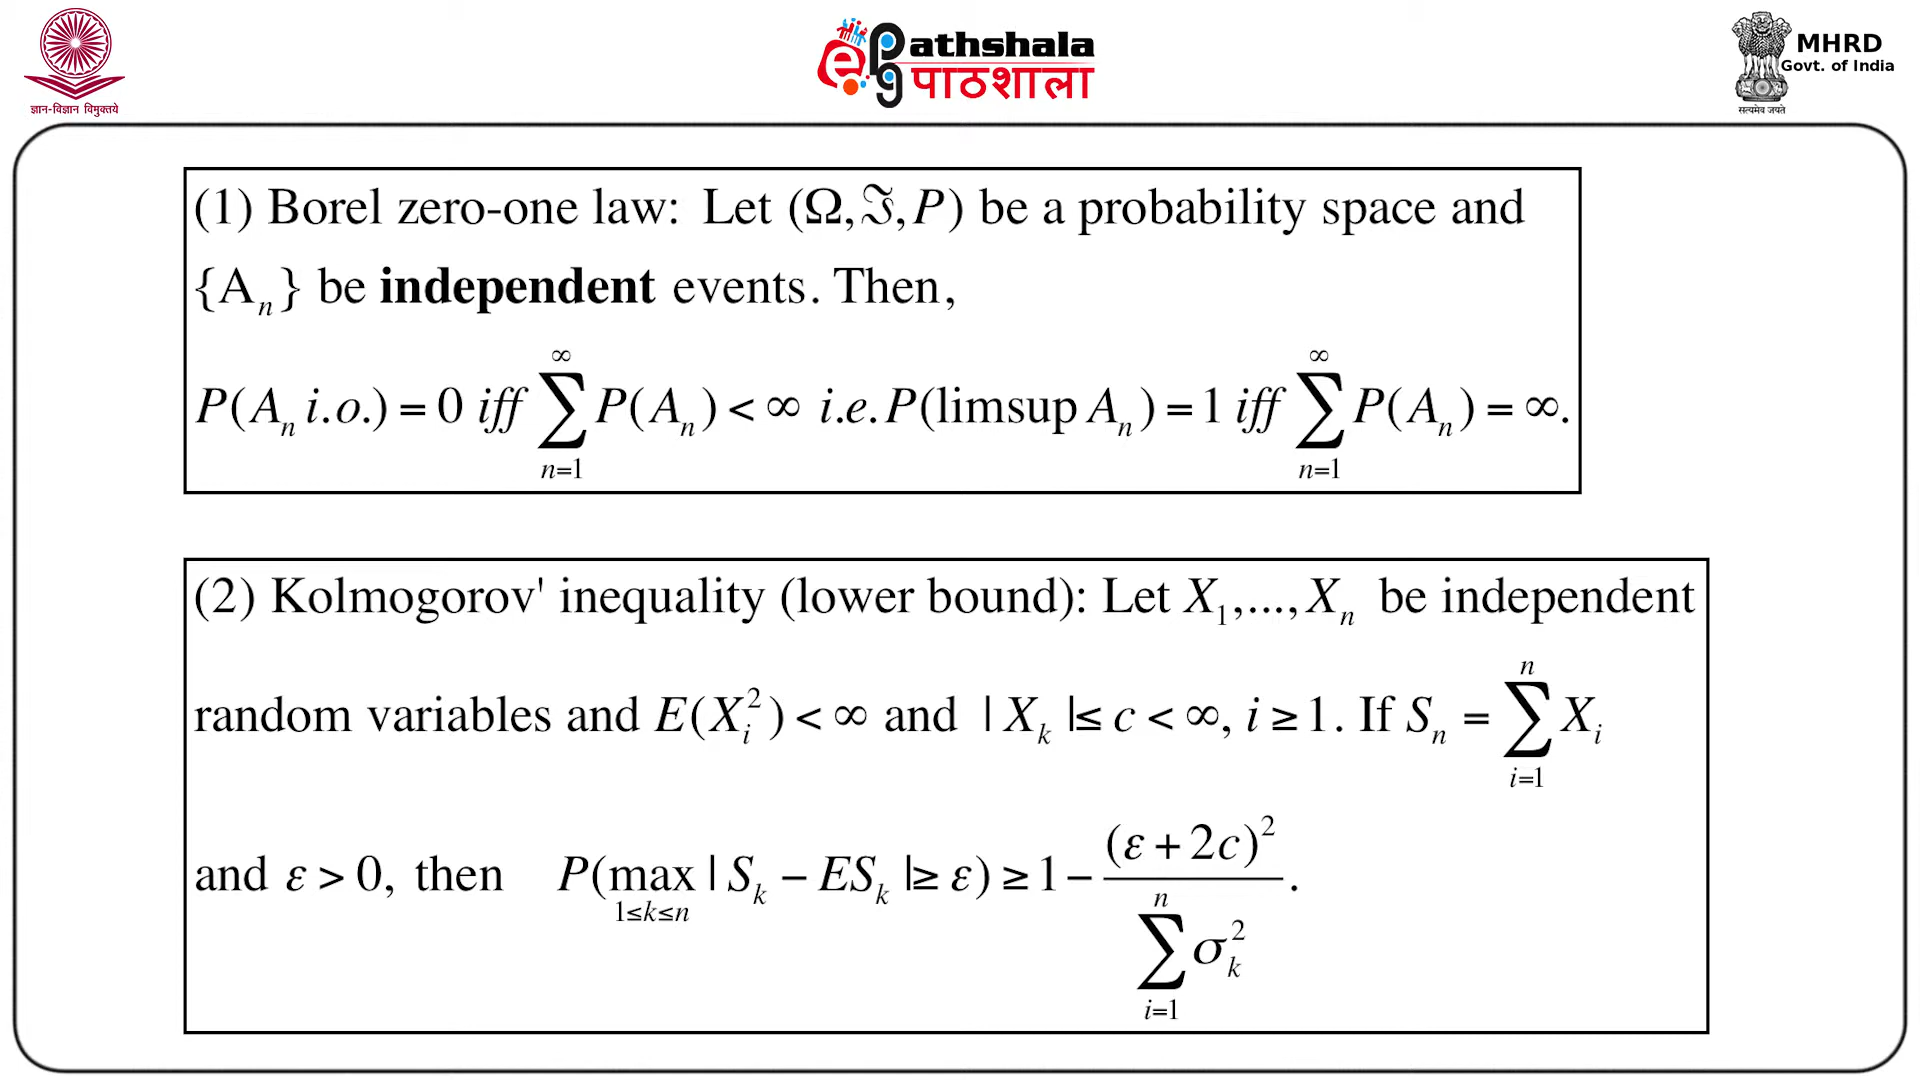 ज्ञान-विज्ञान विमुक्तये
e PG Pathshala
पाठशाला
MHRD
Govt. of India
सत्यमेव जयते
(1) Borel zero-one law: Let (Ω, ℑ, P) be a probability space and
{A_n} be independent events. Then,
P(A_n i.o.) = 0 iff ∑_{n=1}^{∞} P(A_n) < ∞ i.e. P(limsup A_n) = 1 iff ∑_{n=1}^{∞} P(A_n) = ∞.
(2) Kolmogorov' inequality (lower bound): Let X_1,..., X_n be independent
random variables and E(X_i^2) < ∞ and | X_k |≤ c < ∞, i ≥ 1. If S_n = ∑_{i=1}^{n} X_i
and ε > 0, then P(max_{1≤k≤n} | S_k − ES_k |≥ ε) ≥ 1 − (ε + 2c)^2 / ∑_{i=1}^{n} σ_k^2.